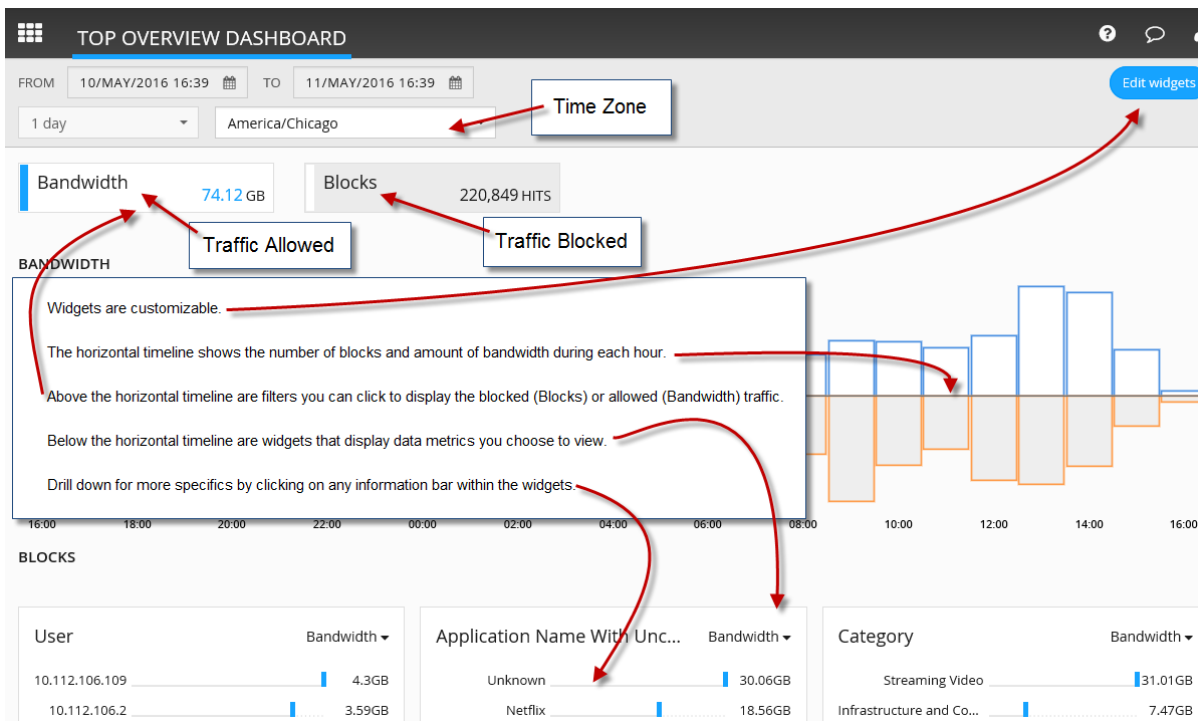 TOP OVERVIEW DASHBOARD
FROM 10/MAY/2016 16:39 TO 11/MAY/2016 16:39
Edit widgets
1 day America/Chicago
Time Zone
Bandwidth 74.12 GB
Blocks 220,849 HITS
Traffic Allowed
Traffic Blocked
BANDWIDTH
Widgets are customizable.
The horizontal timeline shows the number of blocks and amount of bandwidth during each hour.
Above the horizontal timeline are filters you can click to display the blocked (Blocks) or allowed (Bandwidth) traffic.
Below the horizontal timeline are widgets that display data metrics you choose to view.
Drill down for more specifics by clicking on any information bar within the widgets.
16:00 18:00 20:00 22:00 00:00 02:00 04:00 06:00 08:00 10:00 12:00 14:00 16:00
BLOCKS
User Bandwidth
10.112.106.109 4.3GB
10.112.106.2 3.59GB
Application Name With Unc... Bandwidth
Unknown 30.06GB
Netflix 18.56GB
Category Bandwidth
Streaming Video 31.01GB
Infrastructure and Co... 7.47GB